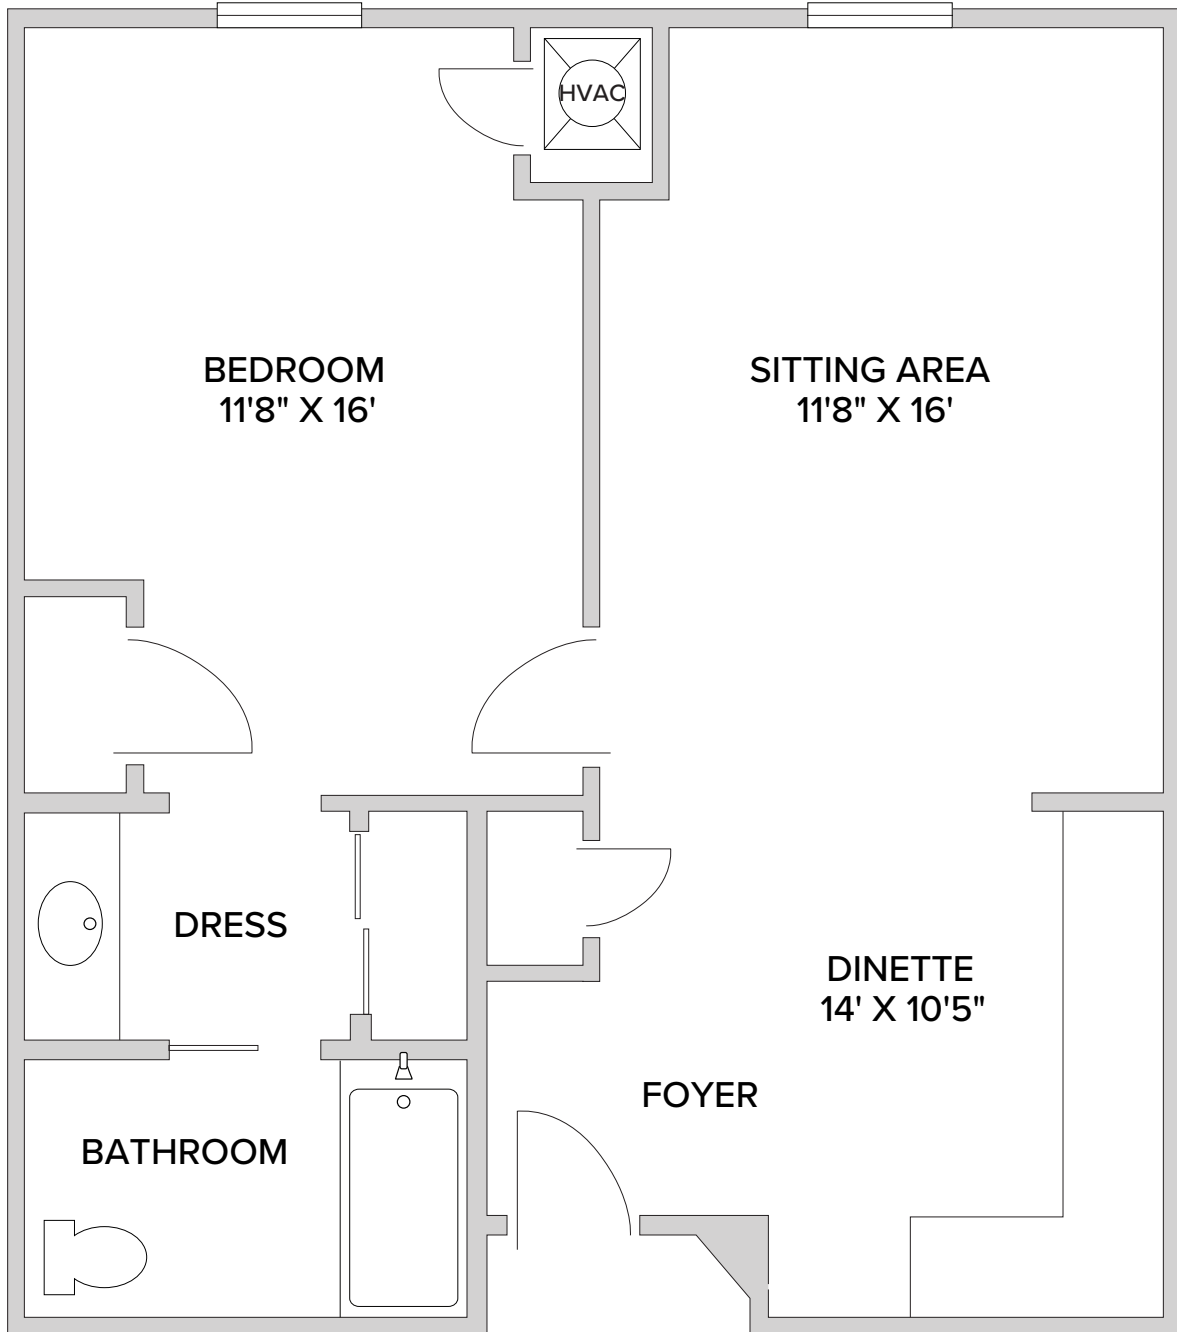 HVAC
BEDROOM
11'8" X 16'
SITTING AREA
11'8" X 16'
DRESS
DINETTE
14' X 10'5"
FOYER
BATHROOM